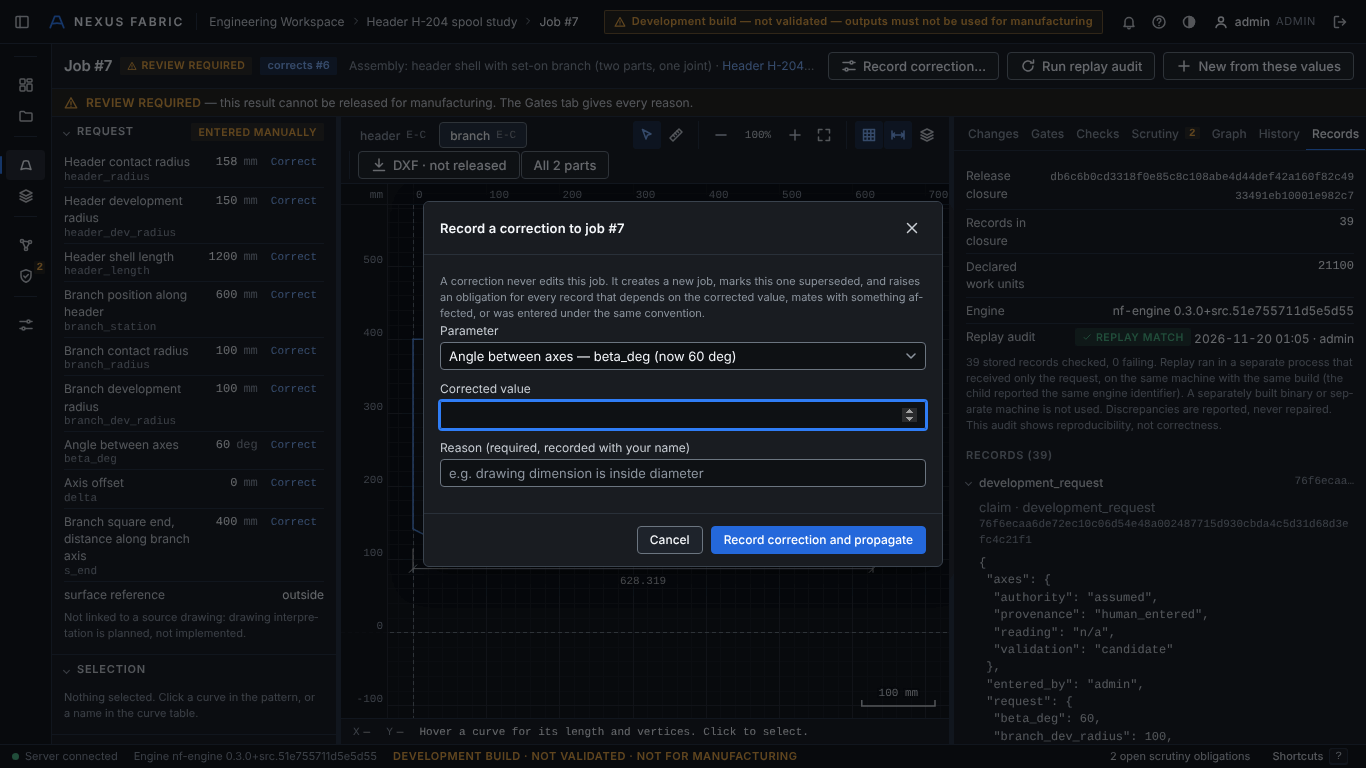 NEXUS FABRIC
Engineering Workspace
Header H-204 spool study
Job #7
Development build — not validated — outputs must not be used for manufacturing
admin ADMIN
Job #7
REVIEW REQUIRED
corrects #6
Assembly: header shell with set-on branch (two parts, one joint) · Header H-204…
Record correction…
Run replay audit
New from these values
REVIEW REQUIRED — this result cannot be released for manufacturing. The Gates tab gives every reason.
REQUEST
ENTERED MANUALLY
Header contact radius 158 mm Correct
header_radius
Header development 150 mm Correct
radius
header_dev_radius
Header shell length 1200 mm Correct
header_length
Branch position along 600 mm Correct
header
branch_station
Branch contact radius 100 mm Correct
branch_radius
Branch development 100 mm Correct
radius
branch_dev_radius
Angle between axes 60 deg Correct
beta_deg
Axis offset 0 mm Correct
delta
Branch square end, 400 mm Correct
distance along branch
axis
s_end
surface reference outside
Not linked to a source drawing: drawing interpre-
tation is planned, not implemented.
SELECTION
Nothing selected. Click a curve in the pattern, or
a name in the curve table.
header E-C
branch E-C
100%
DXF · not released
All 2 parts
mm 0 100 200 300 400 500 600 700
500
400
300
200
100
0
-100
628.319
100 mm
X — Y — Hover a curve for its length and vertices. Click to select.
Record a correction to job #7
A correction never edits this job. It creates a new job, marks this one superseded, and raises
an obligation for every record that depends on the corrected value, mates with something af-
fected, or was entered under the same convention.
Parameter
Angle between axes — beta_deg (now 60 deg)
Corrected value
Reason (required, recorded with your name)
e.g. drawing dimension is inside diameter
Cancel
Record correction and propagate
Changes Gates Checks Scrutiny 2 Graph History Records
Release db6c6b0cd3318f0e85c8c108abe4d44def42a160f82c49
closure 33491eb10001e982c7
Records in 39
closure
Declared 21100
work units
Engine nf-engine 0.3.0+src.51e755711d5e5d55
Replay audit REPLAY MATCH 2026-11-20 01:05 · admin
39 stored records checked, 0 failing. Replay ran in a separate process that
received only the request, on the same machine with the same build (the
child reported the same engine identifier). A separately built binary or sep-
arate machine is not used. Discrepancies are reported, never repaired.
This audit shows reproducibility, not correctness.
RECORDS (39)
development_request 76f6ecaa…
claim · development_request
76f6ecaa6de72ec10c06d54e48a002487715d930cbda4c5d31d68d3e
fc4c21f1
{
"axes": {
"authority": "assumed",
"provenance": "human_entered",
"reading": "n/a",
"validation": "candidate"
},
"entered_by": "admin",
"request": {
"beta_deg": 60,
"branch_dev_radius": 100,
2
Server connected
Engine nf-engine 0.3.0+src.51e755711d5e5d55
DEVELOPMENT BUILD · NOT VALIDATED · NOT FOR MANUFACTURING
2 open scrutiny obligations
Shortcuts ?